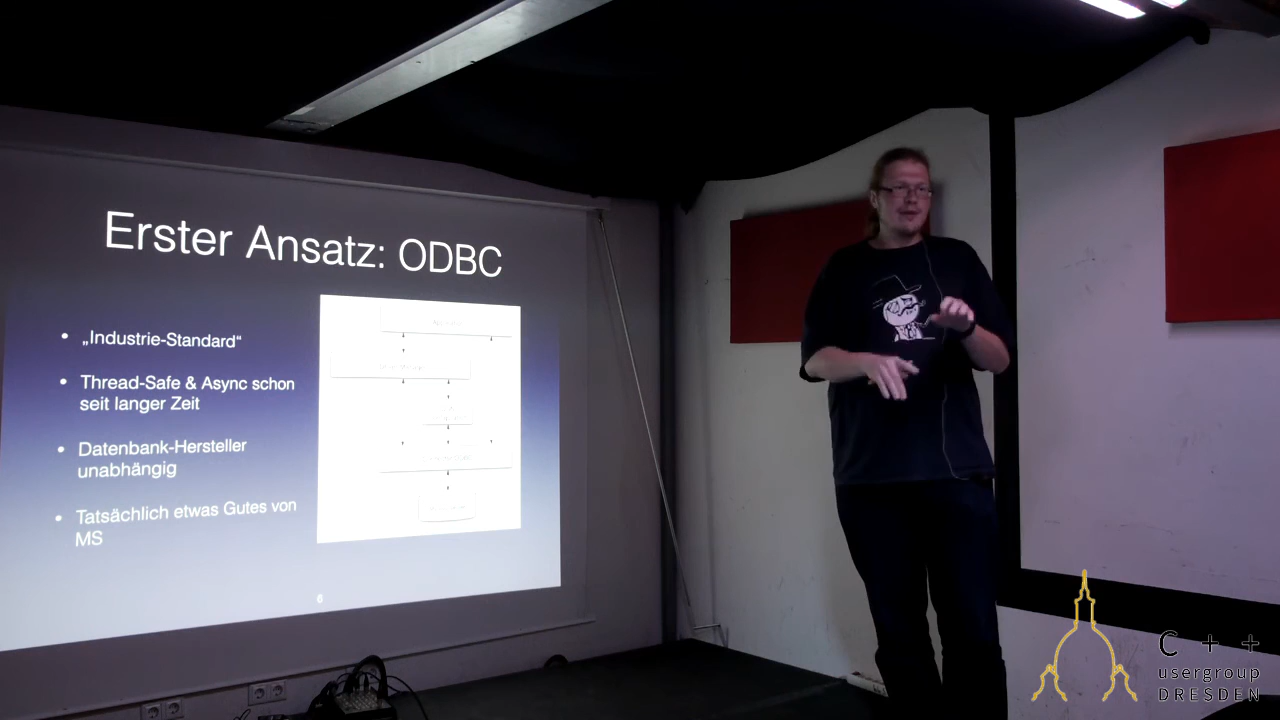 Erster Ansatz: ODBC
• „Industrie-Standard“
• Thread-Safe & Async schon
seit langer Zeit
• Datenbank-Hersteller
unabhängig
• Tatsächlich etwas Gutes von
MS
6
C++
usergroup
DRESDEN